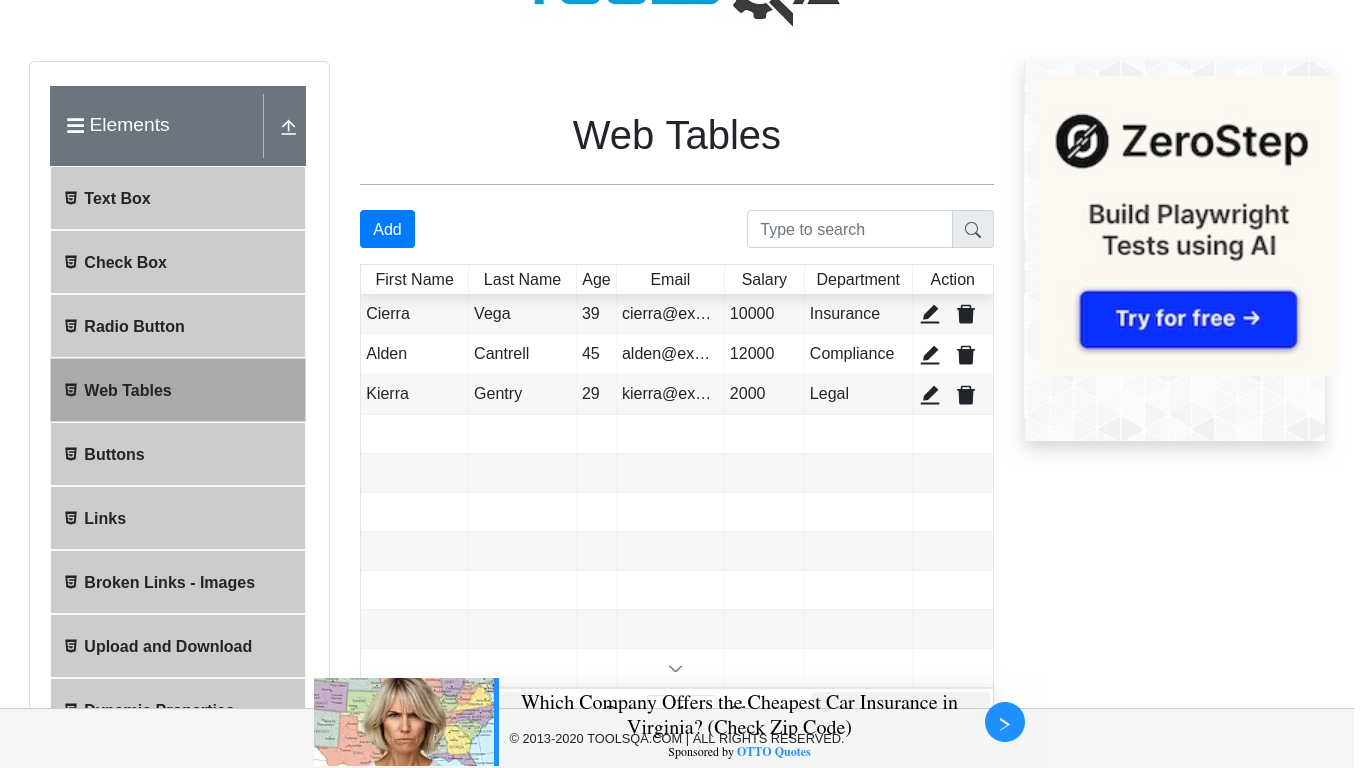 Elements
Text Box
Check Box
Radio Button
Web Tables
Buttons
Links
Broken Links - Images
Upload and Download
Dynamic Properties
Web Tables
Add
Type to search
First Name Last Name Age Email Salary Department Action
Cierra Vega 39 cierra@ex… 10000 Insurance
Alden Cantrell 45 alden@ex… 12000 Compliance
Kierra Gentry 29 kierra@ex… 2000 Legal
ZeroStep
Build Playwright
Tests using AI
Try for free →
Which Company Offers the Cheapest Car Insurance in
Virginia? (Check Zip Code)
© 2013-2020 TOOLSQA.COM | ALL RIGHTS RESERVED.
Sponsored by OTTO Quotes